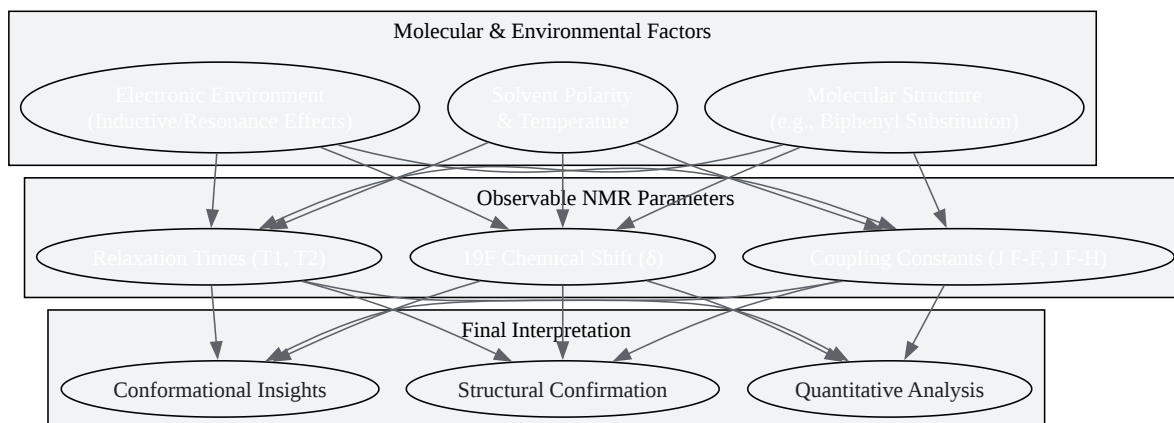 Molecular & Environmental Factors
Electronic Environment
(Inductive/Resonance Effects)
Solvent Polarity
& Temperature
Molecular Structure
(e.g., Biphenyl Substitution)
Observable NMR Parameters
Relaxation Times (T1, T2)
19F Chemical Shift (δ)
Coupling Constants (J F-F, J F-H)
Final Interpretation
Conformational Insights
Structural Confirmation
Quantitative Analysis